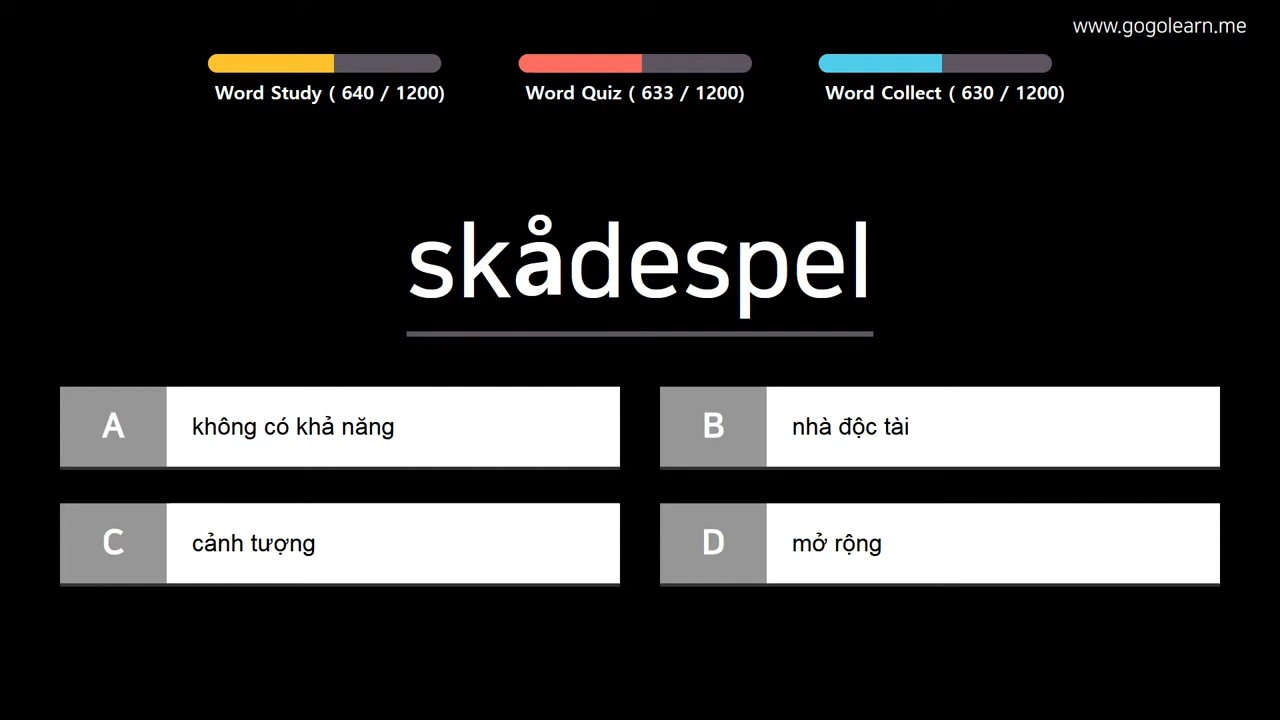 www.gogolearn.me
Word Study ( 640 / 1200)
Word Quiz ( 633 / 1200)
Word Collect ( 630 / 1200)
skådespel
A
không có khả năng
B
nhà độc tài
C
cảnh tượng
D
mở rộng